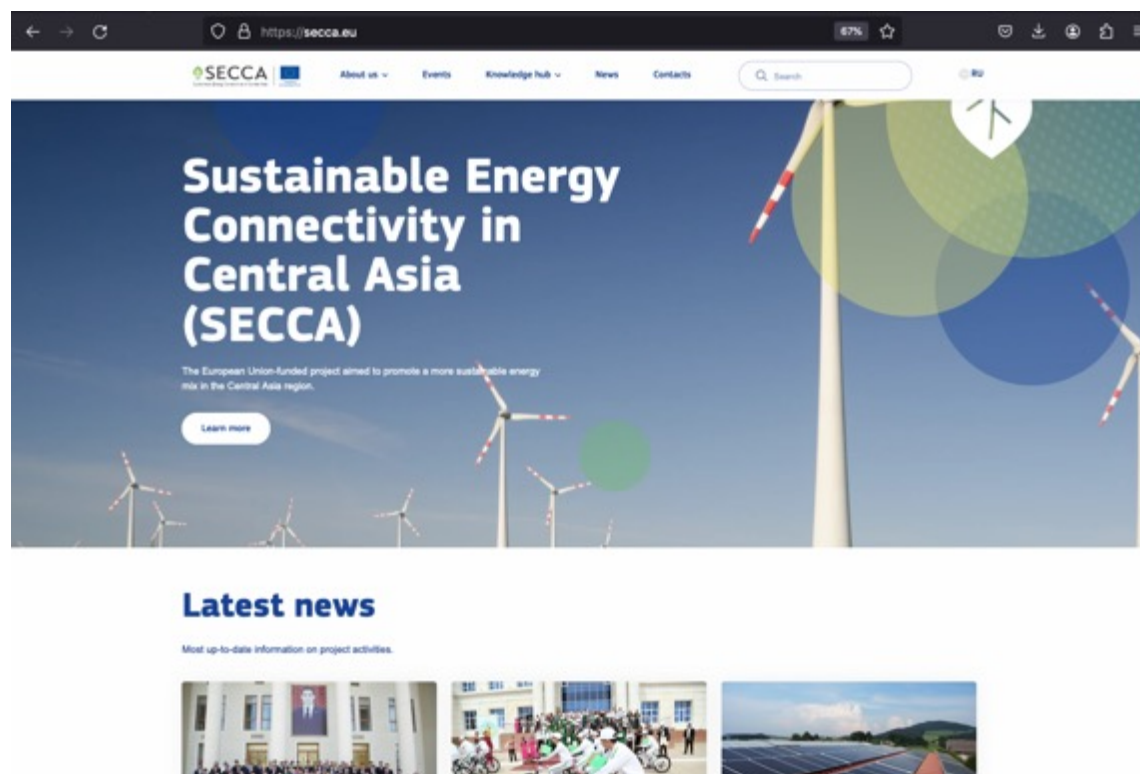 https://secca.eu
67%
SECCA
About us
Events
Knowledge hub
News
Contacts
Search
RU
Sustainable Energy
Connectivity in
Central Asia
(SECCA)
The European Union-funded project aimed to promote a more sustainable energy
mix in the Central Asia region.
Learn more
Latest news
Most up-to-date information on project activities.